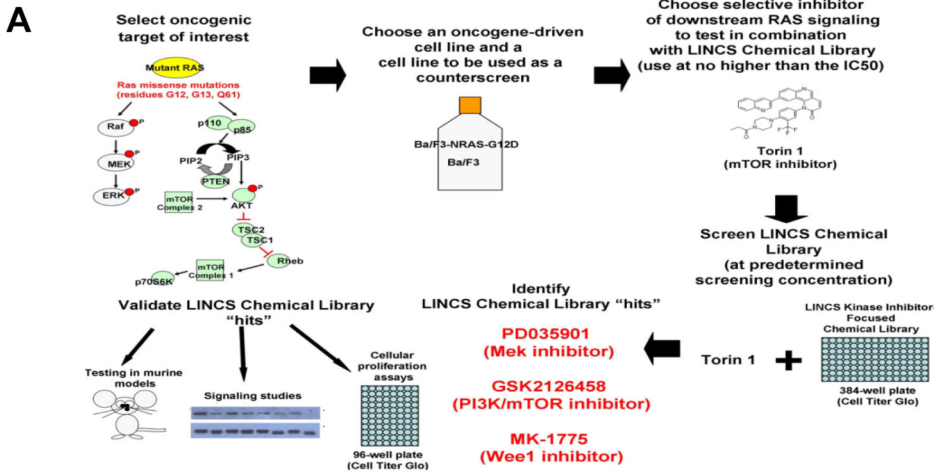 A
Select oncogenic
target of interest
Mutant RAS
Ras missense mutations
(residues G12, G13, Q61)
Raf
P
MEK
P
ERK
P
p110
p85
PIP2
PIP3
PTEN
P
mTOR
Complex 2
AKT
TSC2
TSC1
Rheb
mTOR
Complex 1
p70S6K
Choose an oncogene-driven
cell line and a
cell line to be used as a
counterscreen
Ba/F3-NRAS-G12D
Ba/F3
Choose selective inhibitor
of downstream RAS signaling
to test in combination
with LINCS Chemical Library
(use at no higher than the IC50)
N
N
N
N
N
O
O
F
F
F
Torin 1
(mTOR inhibitor)
Screen LINCS Chemical
Library
(at predetermined
screening concentration)
LINCS Kinase Inhibitor-
Focused
Chemical Library
Torin 1
+
384-well plate
(Cell Titer Glo)
Identify
LINCS Chemical Library “hits”
PD035901
(Mek inhibitor)
GSK2126458
(PI3K/mTOR inhibitor)
MK-1775
(Wee1 inhibitor)
Validate LINCS Chemical Library
“hits”
Testing in murine
models
Signaling studies
Cellular
proliferation
assays
96-well plate
(Cell Titer Glo)